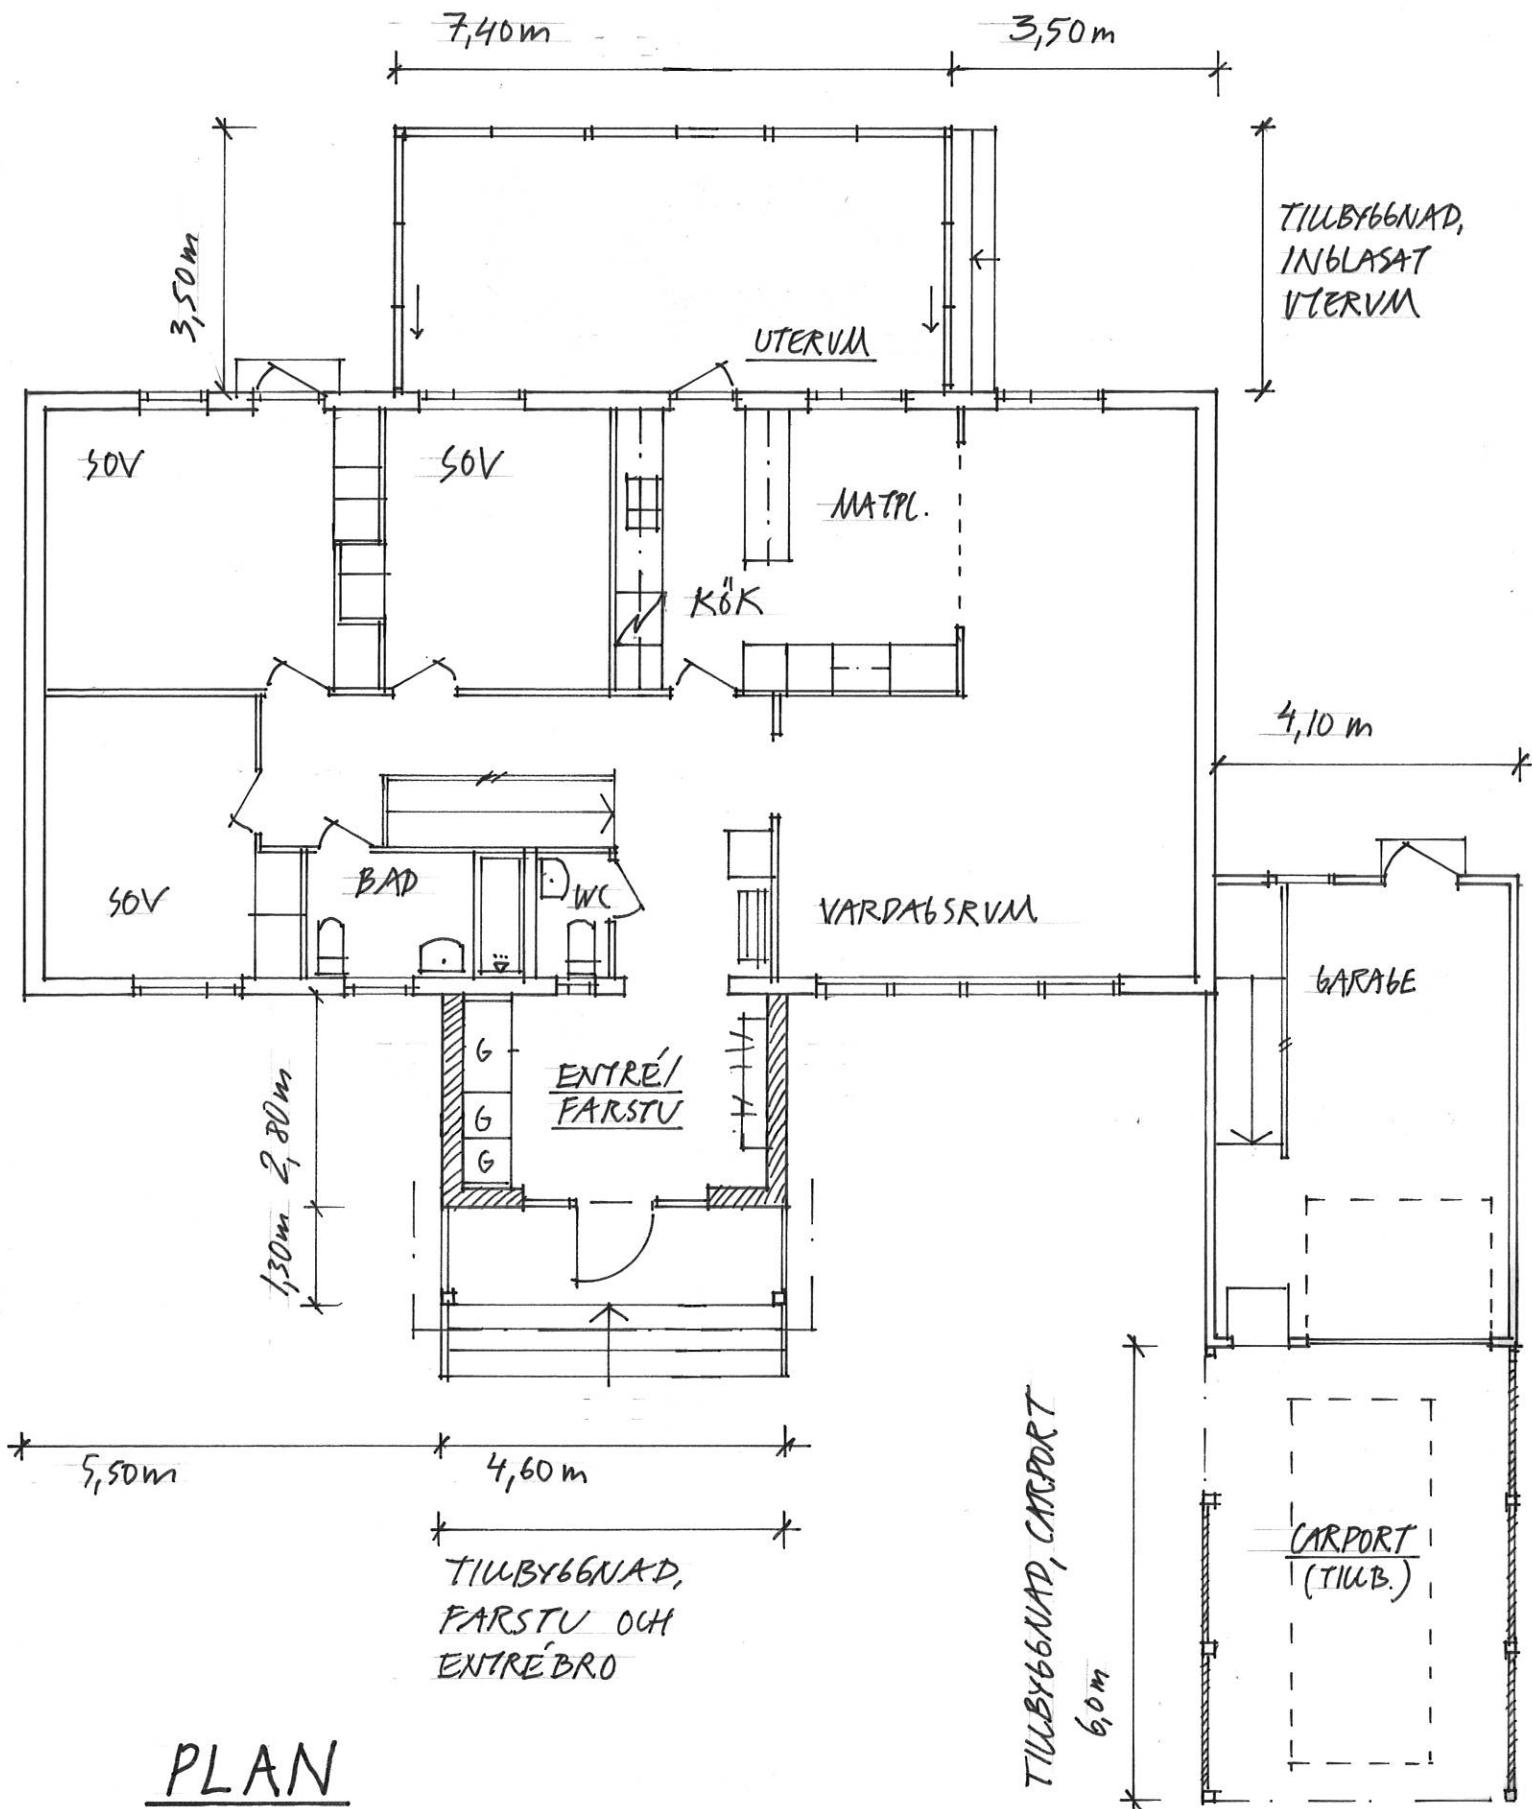 7,40m
3,50m
3,50m
TILLBYGGNAD,
INGLASAT
UTERUM
UTERUM
SOV
SOV
MATPL.
KÖK
4,10 m
SOV
BAD
WC
VARDAGSRUM
GARAGE
G
G
G
ENTRÉ/
FARSTU
2,80m
1,30m
5,50m
4,60m
TILLBYGGNAD,
FARSTU OCH
ENTRÉBRO
TILLBYGGNAD, CARPORT
6,0m
CARPORT
(TILLB.)
PLAN